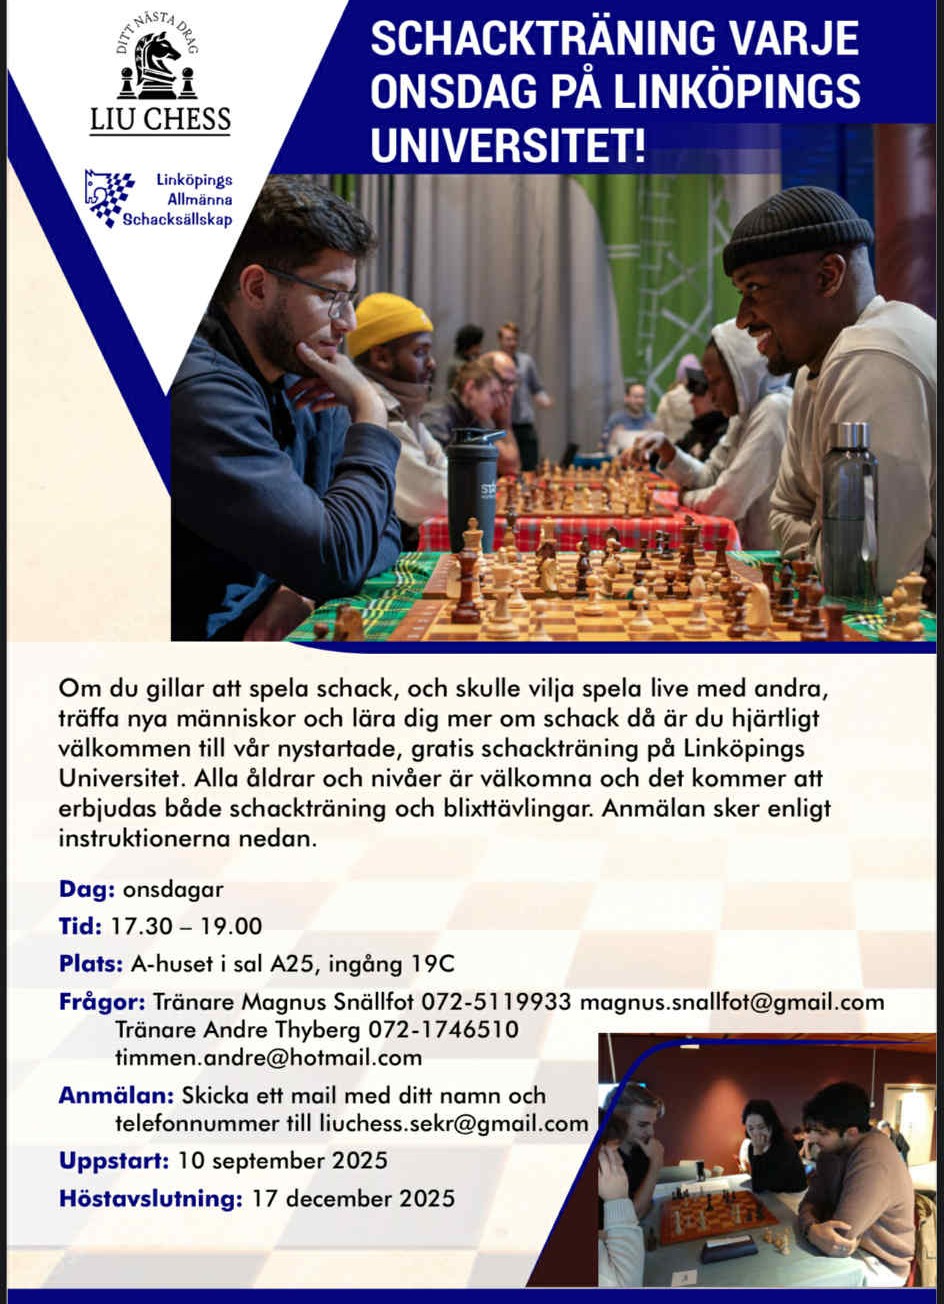 DITT NÄSTA DRAG
LIU CHESS
Linköpings
Allmänna
Schacksällskap
SCHACKTRÄNING VARJE
ONSDAG PÅ LINKÖPINGS
UNIVERSITET!
Om du gillar att spela schack, och skulle vilja spela live med andra,
träffa nya människor och lära dig mer om schack då är du hjärtligt
välkommen till vår nystartade, gratis schackträning på Linköpings
Universitet. Alla åldrar och nivåer är välkomna och det kommer att
erbjudas både schackträning och blixttävlingar. Anmälan sker enligt
instruktionerna nedan.
Dag: onsdagar
Tid: 17.30 – 19.00
Plats: A-huset i sal A25, ingång 19C
Frågor: Tränare Magnus Snällfot 072-5119933 magnus.snallfot@gmail.com
Tränare Andre Thyberg 072-1746510
timmen.andre@hotmail.com
Anmälan: Skicka ett mail med ditt namn och
telefonnummer till liuchess.sekr@gmail.com
Uppstart: 10 september 2025
Höstavslutning: 17 december 2025